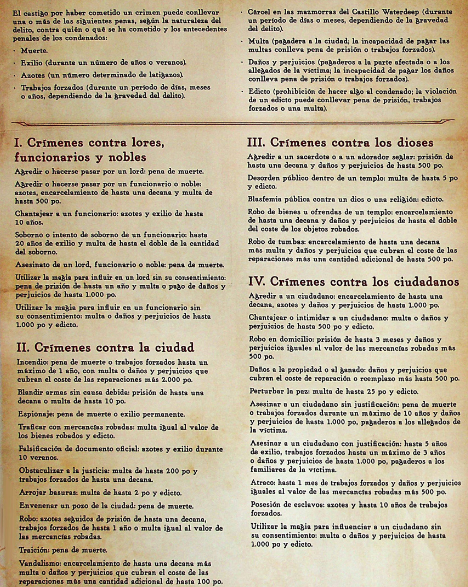 El castigo por haber cometido un crimen puede conllevar
una o más de las siguientes penas, según la naturaleza del
delito, contra quién o qué se ha cometido y los antecedentes
penales de los condenados:
· Muerte.
· Exilio (durante un número de años o veranos).
· Azotes (un número determinado de latigazos).
· Trabajos forzados (durante un período de días, meses
o años, dependiendo de la gravedad del delito).
· Cárcel en las mazmorras del Castillo Waterdeep (durante
un período de días o meses, dependiendo de la gravedad
del delito).
· Multa (pagadera a la ciudad; la incapacidad de pagar las
multas conlleva pena de prisión o trabajos forzados).
· Daños y perjuicios (pagaderos a la parte afectada o a los
allegados de la víctima; la incapacidad de pagar los daños
conlleva pena de prisión o trabajos forzados).
· Edicto (prohibición de hacer algo al condenado; la violación
de un edicto puede conllevar pena de prisión, trabajos
forzados o una multa).
I. Crímenes contra lores,
funcionarios y nobles
Agredir o hacerse pasar por un lord: pena de muerte.
Agredir o hacerse pasar por un funcionario o noble:
azotes, encarcelamiento de hasta una decana y multa de
hasta 500 po.
Chantajear a un funcionario: azotes y exilio de hasta
10 años.
Soborno o intento de soborno de un funcionario: hasta
20 años de exilio y multa de hasta el doble de la cantidad
del soborno.
Asesinato de un lord, funcionario o noble: pena de muerte.
Utilizar la magia para influir en un lord sin su consentimiento:
pena de prisión de hasta un año y multa o pago de daños y
perjuicios de hasta 1.000 po.
Utilizar la magia para influir en un funcionario sin
su consentimiento: multa o daños y perjuicios de hasta
1.000 po y edicto.
II. Crímenes contra la ciudad
Incendio: pena de muerte o trabajos forzados hasta un
máximo de 1 año, con multa o daños y perjuicios que
cubran el coste de las reparaciones más 2.000 po.
Blandir armas sin causa debida: prisión de hasta una
decana o multa de hasta 10 po.
Espionaje: pena de muerte o exilio permanente.
Traficar con mercancías robadas: multa igual al valor de
los bienes robados y edicto.
Falsificación de documento oficial: azotes y exilio durante
10 veranos.
Obstaculizar a la justicia: multa de hasta 200 po y
trabajos forzados de hasta una decana.
Arrojar basuras: multa de hasta 2 po y edicto.
Envenenar un pozo de la ciudad: pena de muerte.
Robo: azotes seguidos de prisión de hasta una decana,
trabajos forzados de hasta 1 año o multa igual al valor de
las mercancías robadas.
Traición: pena de muerte.
Vandalismo: encarcelamiento de hasta una decana más
multa o daños y perjuicios que cubran el coste de las
reparaciones más una cantidad adicional de hasta 100 po.
III. Crímenes contra los dioses
Agredir a un sacerdote o a un adorador seglar: prisión de
hasta una decana y daños y perjuicios de hasta 500 po.
Desorden público dentro de un templo: multa de hasta 5 po
y edicto.
Blasfemia pública contra un dios o una religión: edicto.
Robo de bienes u ofrendas de un templo: encarcelamiento
de hasta una decana y daños y perjuicios de hasta el doble
del coste de los objetos robados.
Robo de tumbas: encarcelamiento de hasta una decana
más multa y daños y perjuicios que cubran el coste de las
reparaciones más una cantidad adicional de hasta 500 po.
IV. Crímenes contra los ciudadanos
Agredir a un ciudadano: encarcelamiento de hasta una
decana, azotes y daños y perjuicios de hasta 1.000 po.
Chantajear o intimidar a un ciudadano: multa o daños y
perjuicios de hasta 500 po y edicto.
Robo en domicilio: prisión de hasta 3 meses y daños y
perjuicios iguales al valor de las mercancías robadas más
500 po.
Daños a la propiedad o al ganado: daños y perjuicios que
cubran el coste de reparación o reemplazo más hasta 500 po.
Perturbar la paz: multa de hasta 25 po y edicto.
Asesinar a un ciudadano sin justificación: pena de muerte
o trabajos forzados durante un máximo de 10 años y daños
y perjuicios de hasta 1.000 po, pagaderos a los allegados de
la víctima.
Asesinar a un ciudadano con justificación: hasta 5 años
de exilio, trabajos forzados hasta un máximo de 3 años
o daños y perjuicios de hasta 1.000 po, pagaderos a los
familiares de la víctima.
Atraco: hasta 1 mes de trabajos forzados y daños y perjuicios
iguales al valor de las mercancías robadas más 500 po.
Posesión de esclavos: azotes y hasta 10 años de trabajos
forzados.
Utilizar la magia para influenciar a un ciudadano sin
su consentimiento: multa o daños y perjuicios de hasta
1.000 po y edicto.